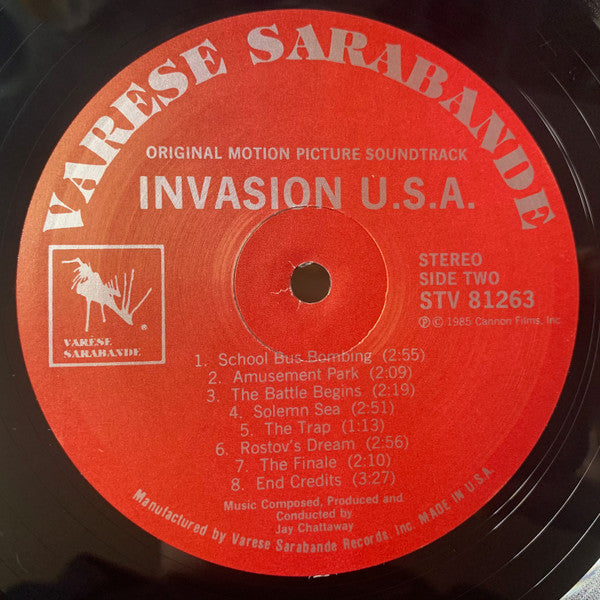 VARESE SARABANDE
ORIGINAL MOTION PICTURE SOUNDTRACK
INVASION U.S.A.
VARÈSE
SARABANDE
STEREO
SIDE TWO
STV 81263
℗ © 1985 Cannon Films, Inc
1. School Bus Bombing (2:55)
2. Amusement Park (2:09)
3. The Battle Begins (2:19)
4. Solemn Sea (2:51)
5. The Trap (1:13)
6. Rostov's Dream (2:56)
7. The Finale (2:10)
8. End Credits (3:27)
Music Composed, Produced and
Conducted by
Jay Chattaway
Manufactured by Varese Sarabande Records, Inc. MADE IN U.S.A.